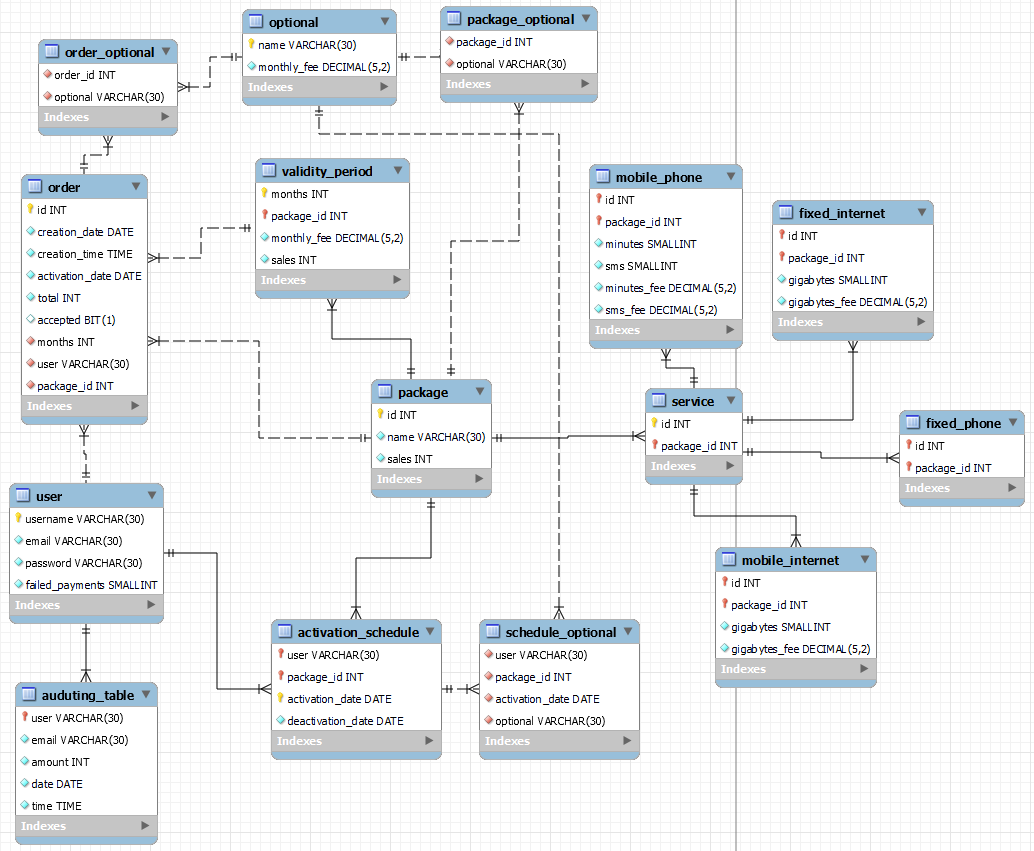 optional
name VARCHAR(30)
monthly_fee DECIMAL(5,2)
Indexes
package_optional
package_id INT
optional VARCHAR(30)
Indexes
order_optional
order_id INT
optional VARCHAR(30)
Indexes
order
id INT
creation_date DATE
creation_time TIME
activation_date DATE
total INT
accepted BIT(1)
months INT
user VARCHAR(30)
package_id INT
Indexes
validity_period
months INT
package_id INT
monthly_fee DECIMAL(5,2)
sales INT
Indexes
mobile_phone
id INT
package_id INT
minutes SMALLINT
sms SMALLINT
minutes_fee DECIMAL(5,2)
sms_fee DECIMAL(5,2)
Indexes
fixed_internet
id INT
package_id INT
gigabytes SMALLINT
gigabytes_fee DECIMAL(5,2)
Indexes
package
id INT
name VARCHAR(30)
sales INT
Indexes
service
id INT
package_id INT
Indexes
fixed_phone
id INT
package_id INT
Indexes
user
username VARCHAR(30)
email VARCHAR(30)
password VARCHAR(30)
failed_payments SMALLINT
Indexes
mobile_internet
id INT
package_id INT
gigabytes SMALLINT
gigabytes_fee DECIMAL(5,2)
Indexes
activation_schedule
user VARCHAR(30)
package_id INT
activation_date DATE
deactivation_date DATE
Indexes
schedule_optional
user VARCHAR(30)
package_id INT
activation_date DATE
optional VARCHAR(30)
Indexes
auduting_table
user VARCHAR(30)
email VARCHAR(30)
amount INT
date DATE
time TIME
Indexes